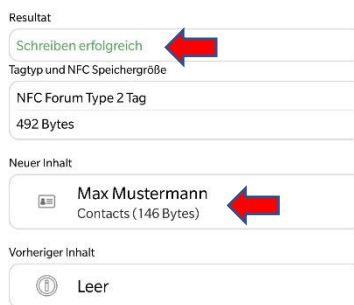 Resultat
Schreiben erfolgreich
Tagtyp und NFC Speichergröße
NFC Forum Type 2 Tag
492 Bytes
Neuer Inhalt
Max Mustermann
Contacts (146 Bytes)
Vorheriger Inhalt
Leer